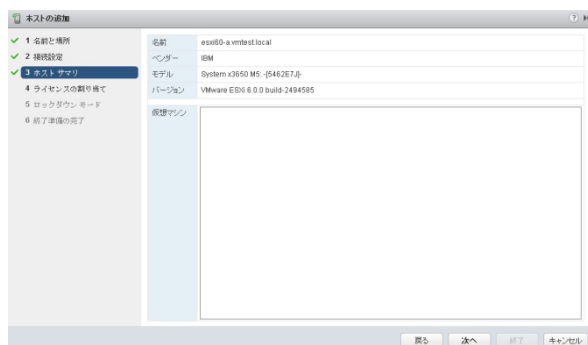 ホストの追加
1 名前と場所
2 接続設定
3 ホスト サマリ
4 ライセンスの割り当て
5 ロックダウン モード
6 終了準備の完了
名前 esxi60-a.vmtest.local
ベンダー IBM
モデル System x3650 M5: -[5462E7J]-
バージョン VMware ESXi 6.0.0 build-2494585
仮想マシン
戻る 次へ 終了 キャンセル